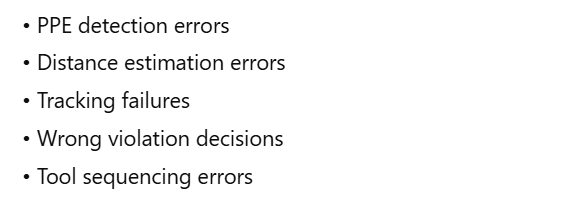 • PPE detection errors
• Distance estimation errors
• Tracking failures
• Wrong violation decisions
• Tool sequencing errors